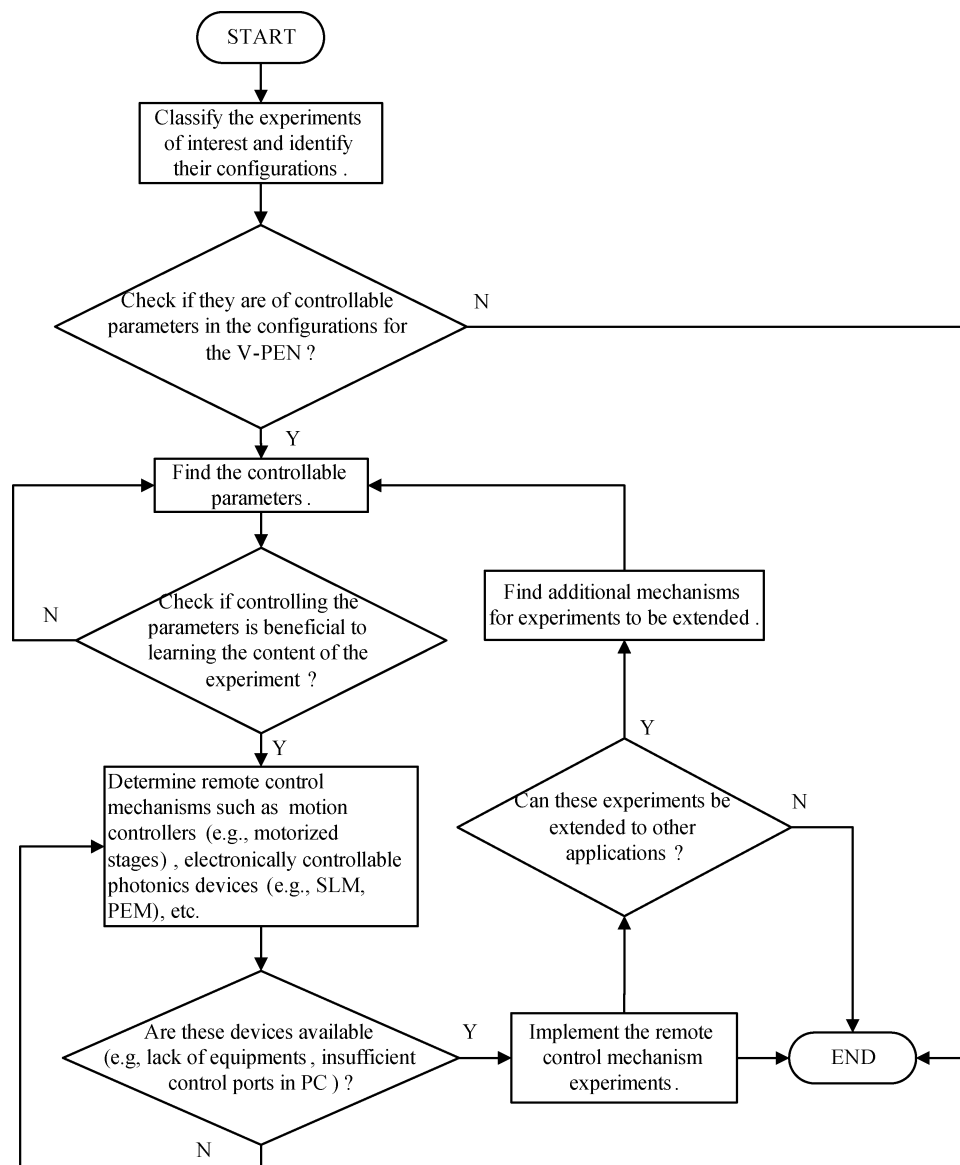 START
Classify the experiments
of interest and identify
their configurations .
Check if they are of controllable
parameters in the configurations for
the V-PEN ?
N
Y
Find the controllable
parameters .
Check if controlling the
parameters is beneficial to
learning the content of the
experiment ?
N
Y
Find additional mechanisms
for experiments to be extended .
Determine remote control
mechanisms such as motion
controllers (e.g., motorized
stages) , electronically controllable
photonics devices (e.g., SLM,
PEM), etc.
Y
Can these experiments be
extended to other
applications ?
N
Are these devices available
(e.g, lack of equipments , insufficient
control ports in PC ) ?
Y
N
Implement the remote
control mechanism
experiments .
END